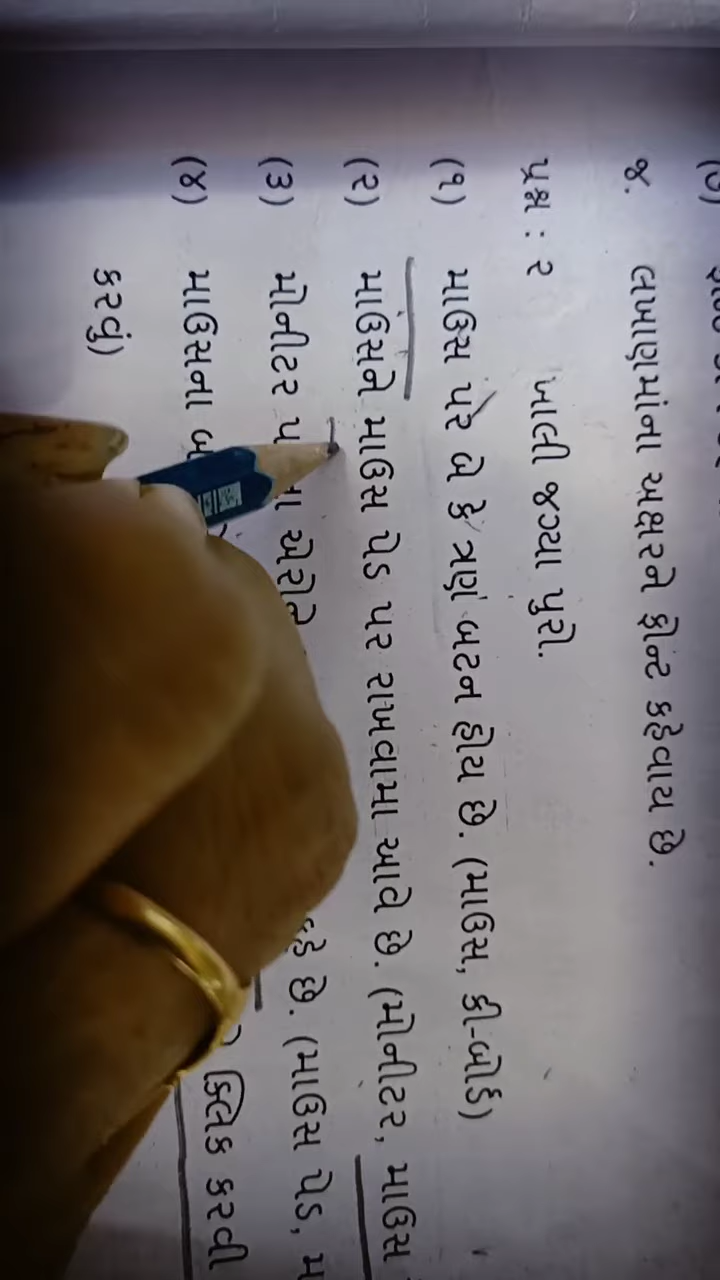 જ. લખાણમાંના અક્ષરને ફોન્ટ કહેવાય છે.
પ્રશ્ન : ૨ ખાલી જગ્યા પુરો.
(૧) માઉસ પર બે કે ત્રણ બટન હોય છે. (માઉસ, કી-બોર્ડ)
(૨) માઉસને માઉસ પેડ પર રાખવામા આવે છે. (મોનીટર, માઉસ
(૩) મોનીટર કહે છે. (માઉસ પેડ,
(૪) માઉસના ક્લિક કરવી
કરવું)